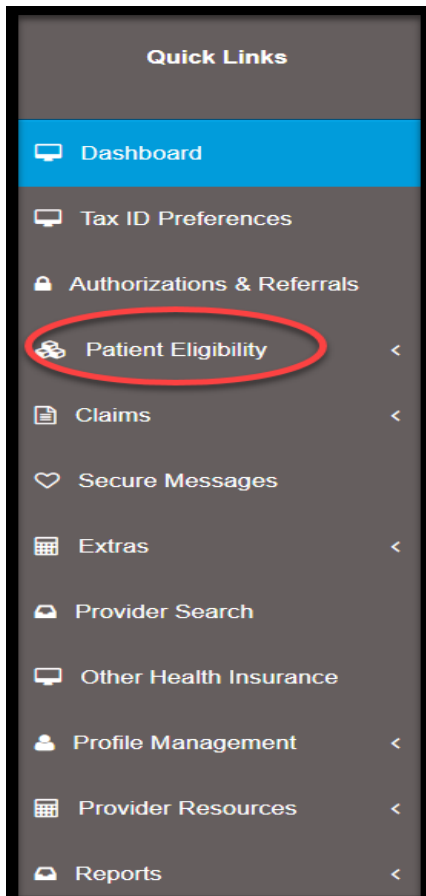 Quick Links
Dashboard
Tax ID Preferences
Authorizations & Referrals
Patient Eligibility <
Claims <
Secure Messages
Extras <
Provider Search
Other Health Insurance
Profile Management <
Provider Resources <
Reports <